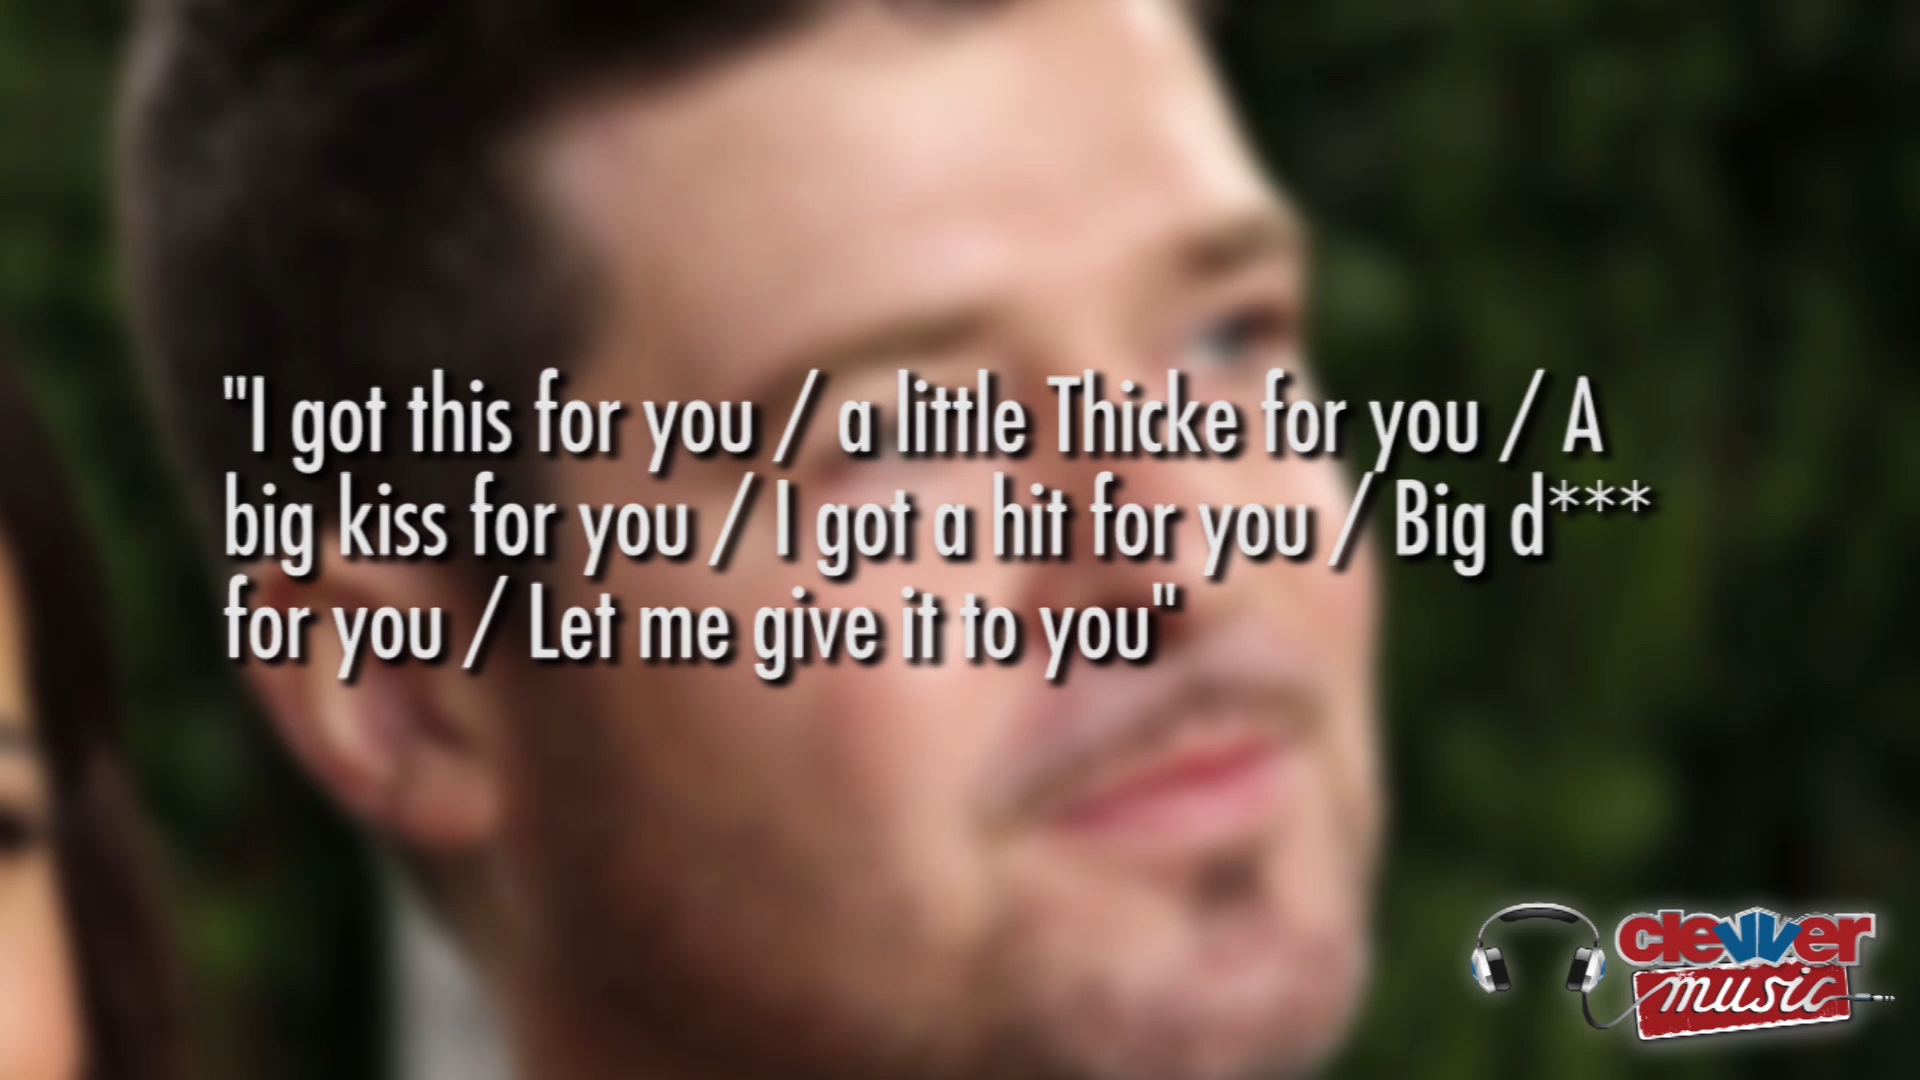 "I got this for you / a little Thicke for you / A
big kiss for you / I got a hit for you / Big d***
for you / Let me give it to you"
clevver
music